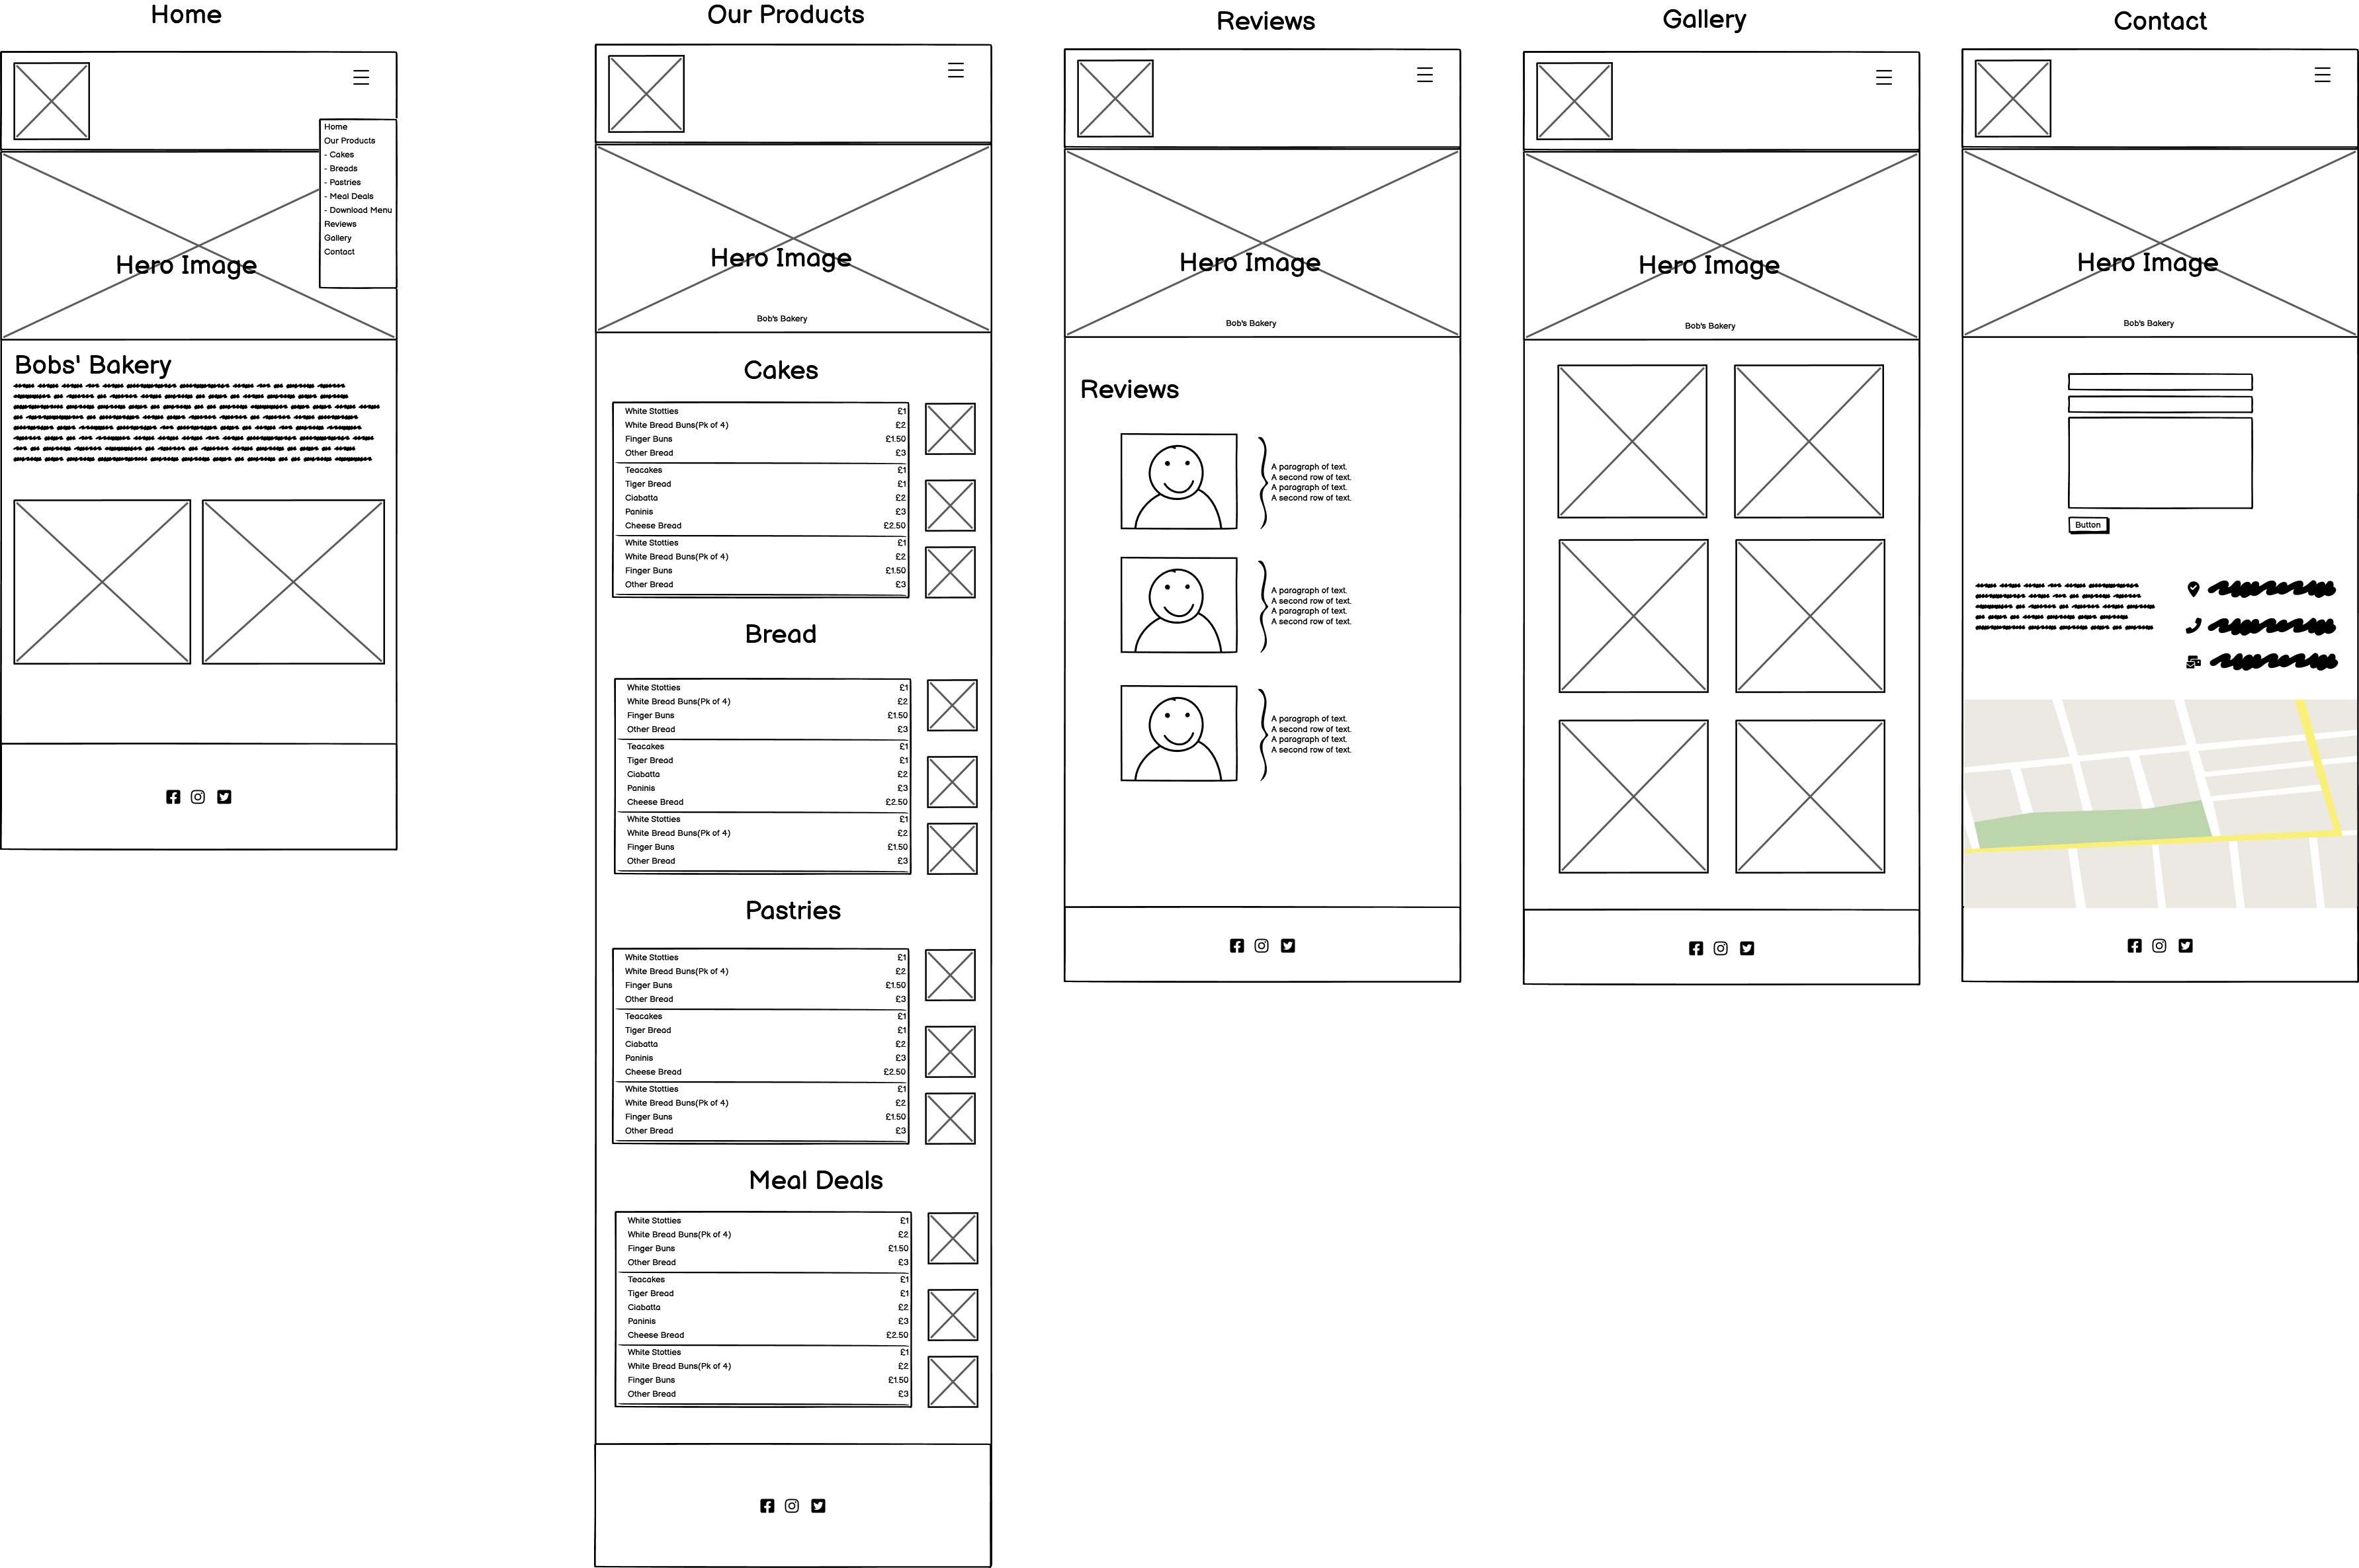 Home
Home
Our Products
- Cakes
- Breads
- Pastries
- Meal Deals
- Download Menu
Reviews
Gallery
Contact
Hero Image
Bobs' Bakery
Our Products
Hero Image
Bob's Bakery
Cakes
White Stotties £1
White Bread Buns(Pk of 4) £2
Finger Buns £1.50
Other Bread £3
Teacakes £1
Tiger Bread £1
Ciabatta £2
Paninis £3
Cheese Bread £2.50
White Stotties £1
White Bread Buns(Pk of 4) £2
Finger Buns £1.50
Other Bread £3
Bread
White Stotties £1
White Bread Buns(Pk of 4) £2
Finger Buns £1.50
Other Bread £3
Teacakes £1
Tiger Bread £1
Ciabatta £2
Paninis £3
Cheese Bread £2.50
White Stotties £1
White Bread Buns(Pk of 4) £2
Finger Buns £1.50
Other Bread £3
Pastries
White Stotties £1
White Bread Buns(Pk of 4) £2
Finger Buns £1.50
Other Bread £3
Teacakes £1
Tiger Bread £1
Ciabatta £2
Paninis £3
Cheese Bread £2.50
White Stotties £1
White Bread Buns(Pk of 4) £2
Finger Buns £1.50
Other Bread £3
Meal Deals
White Stotties £1
White Bread Buns(Pk of 4) £2
Finger Buns £1.50
Other Bread £3
Teacakes £1
Tiger Bread £1
Ciabatta £2
Paninis £3
Cheese Bread £2.50
White Stotties £1
White Bread Buns(Pk of 4) £2
Finger Buns £1.50
Other Bread £3
Reviews
Hero Image
Bob's Bakery
Reviews
A paragraph of text.
A second row of text.
A paragraph of text.
A second row of text.
A paragraph of text.
A second row of text.
A paragraph of text.
A second row of text.
A paragraph of text.
A second row of text.
A paragraph of text.
A second row of text.
Gallery
Hero Image
Bob's Bakery
Contact
Hero Image
Bob's Bakery
Button